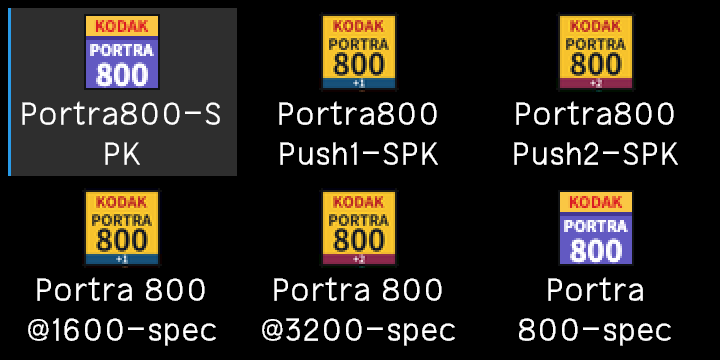 KODAK
PORTRA
800
Portra800-S
PK
KODAK
PORTRA
800
+1
Portra800
Push1-SPK
KODAK
PORTRA
800
+2
Portra800
Push2-SPK
KODAK
PORTRA
800
+1
Portra 800
@1600-spec
KODAK
PORTRA
800
+2
Portra 800
@3200-spec
KODAK
PORTRA
800
Portra
800-spec